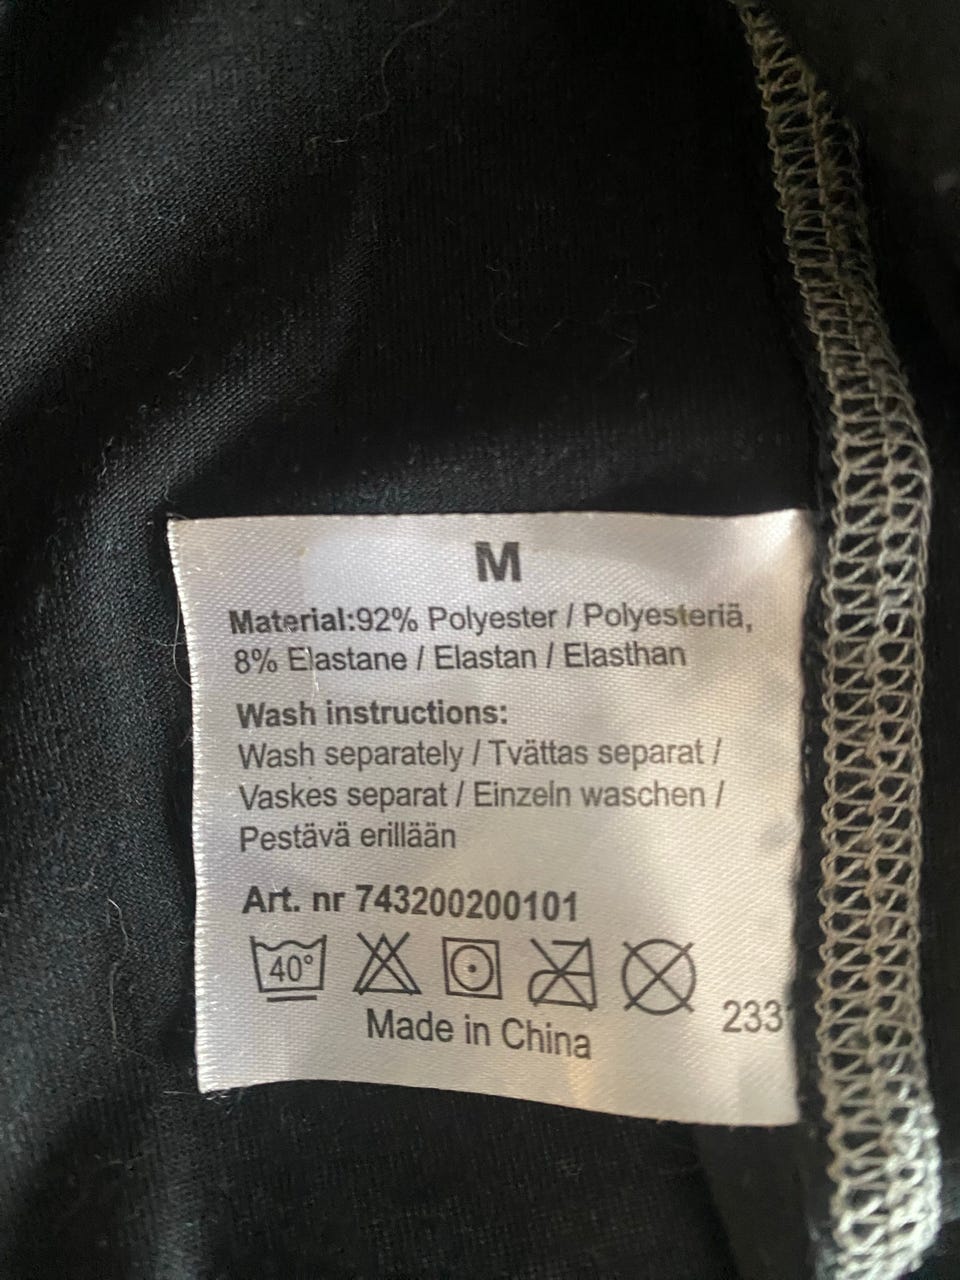 M
Material:92% Polyester / Polyesteriä,
8% Elastane / Elastan / Elasthan
Wash instructions:
Wash separately / Tvättas separat /
Vaskes separat / Einzeln waschen /
Pestävä erillään
Art. nr 743200200101
40°
Made in China